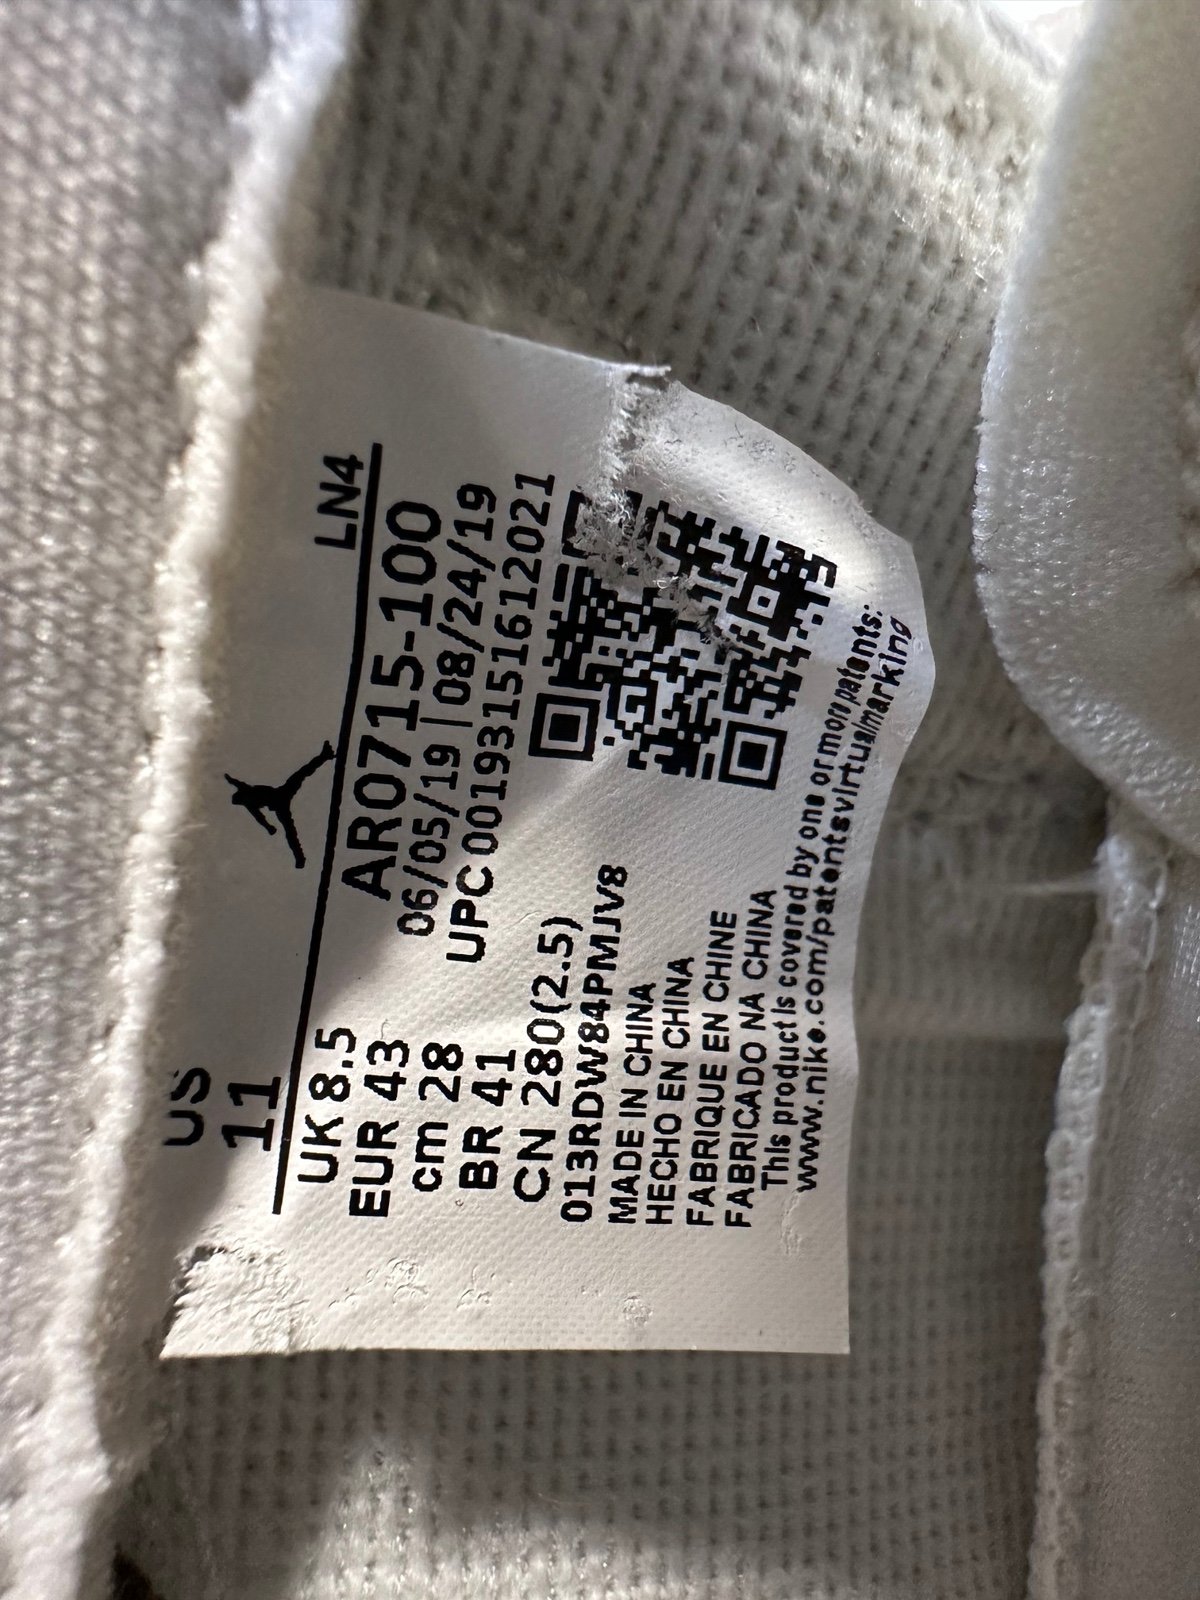 US
11
LN4
UK 8.5
EUR 43
cm 28
BR 41
CN 280(2.5)
AR0715-100
06/05/19 | 08/24/19
UPC 00193151612021
013RDW84PMJV8
MADE IN CHINA
HECHO EN CHINA
FABRIQUE EN CHINE
FABRICADO NA CHINA
This product is covered by one or more patents:
www.nike.com/patentsvirtualmarking